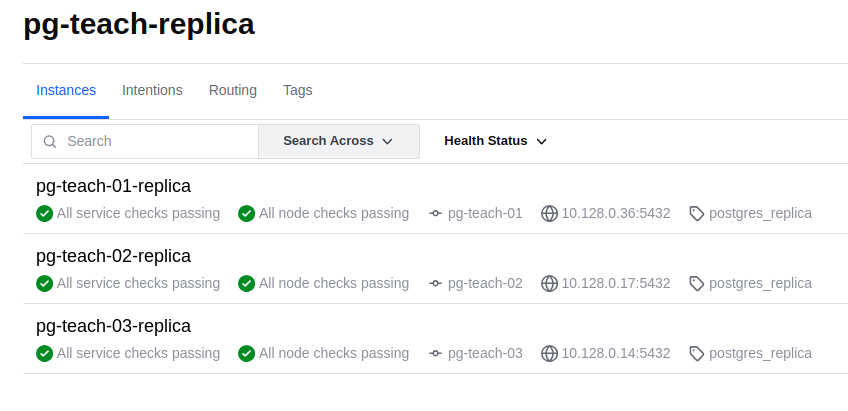 pg-teach-replica
Instances Intentions Routing Tags
Search Search Across Health Status
pg-teach-01-replica
All service checks passing All node checks passing pg-teach-01 10.128.0.36:5432 postgres_replica
pg-teach-02-replica
All service checks passing All node checks passing pg-teach-02 10.128.0.17:5432 postgres_replica
pg-teach-03-replica
All service checks passing All node checks passing pg-teach-03 10.128.0.14:5432 postgres_replica